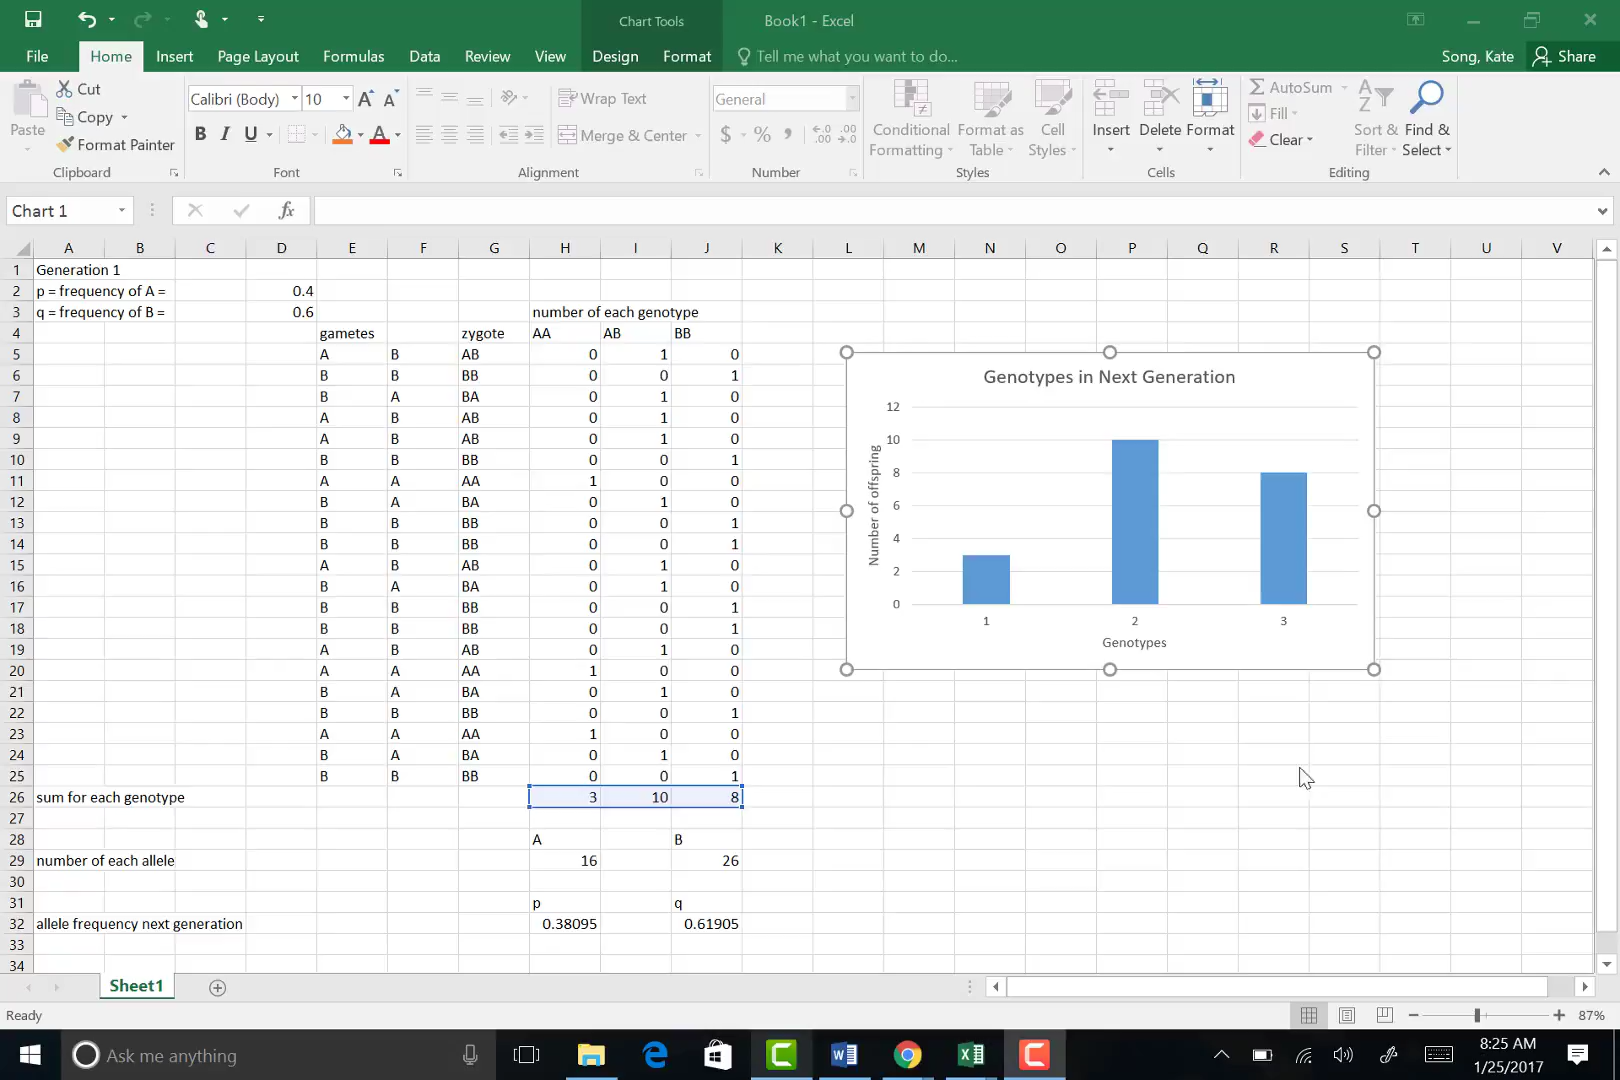 Chart Tools
Book1 - Excel
File Home Insert Page Layout Formulas Data Review View Design Format Tell me what you want to do... Song, Kate Share
Cut
Copy
Format Painter
Paste
Calibri (Body) 10
B I U
Wrap Text
Merge & Center
General
$ % ,
Conditional Formatting
Format as Table
Cell Styles
Insert Delete Format
AutoSum
Fill
Clear
Sort & Filter
Find & Select
Clipboard Font Alignment Number Styles Cells Editing
Chart 1 fx
A B C D E F G H I J K L M N O P Q R S T U V
1 Generation 1
2 p = frequency of A = 0.4
3 q = frequency of B = 0.6 number of each genotype
4 gametes zygote AA AB BB
5 A B AB 0 1 0
6 B B BB 0 0 1
7 B A BA 0 1 0
8 A B AB 0 1 0
9 A B AB 0 1 0
10 B B BB 0 0 1
11 A A AA 1 0 0
12 B A BA 0 1 0
13 B B BB 0 0 1
14 B B BB 0 0 1
15 A B AB 0 1 0
16 B A BA 0 1 0
17 B B BB 0 0 1
18 B B BB 0 0 1
19 A B AB 0 1 0
20 A A AA 1 0 0
21 B A BA 0 1 0
22 B B BB 0 0 1
23 A A AA 1 0 0
24 B A BA 0 1 0
25 B B BB 0 0 1
26 sum for each genotype 3 10 8
27
28 A B
29 number of each allele 16 26
30
31 p q
32 allele frequency next generation 0.38095 0.61905
33
34
Genotypes in Next Generation
Number of offspring
12
10
8
6
4
2
0
1 2 3
Genotypes
Sheet1
Ready 87%
Ask me anything
8:25 AM
1/25/2017